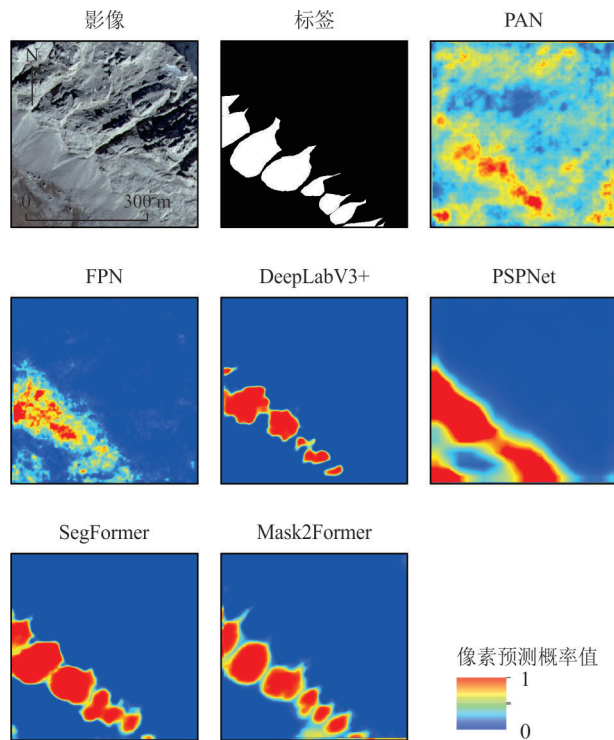 影像
标签
PAN
N
0
300 m
FPN
DeepLabV3+
PSPNet
SegFormer
Mask2Former
像素预测概率值
1
0